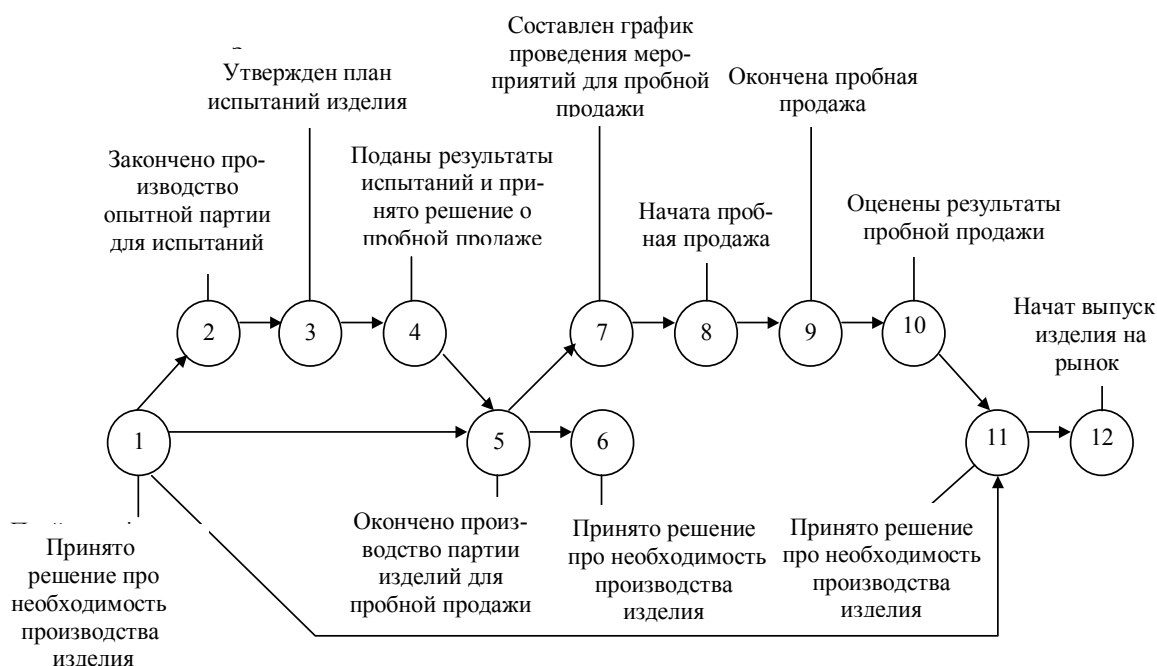 Составлен график
проведения меро-
приятий для пробной
продажи
Утвержден план
испытаний изделия
Окончена пробная
продажа
Закончено про-
изводство
опытной партии
для испытаний
Поданы результаты
испытаний и при-
нято решение о
пробной продаже
Начата проб-
ная продажа
Оценены результаты
пробной продажи
Начат выпуск
изделия на
рынок
2
3
4
7
8
9
10
1
5
6
11
12
Принято
решение про
необходимость
производства
изделия
Окончено произ-
водство партии
изделий для
пробной продажи
Принято решение
про необходимость
производства
изделия
Принято решение
про необходимость
производства
изделия